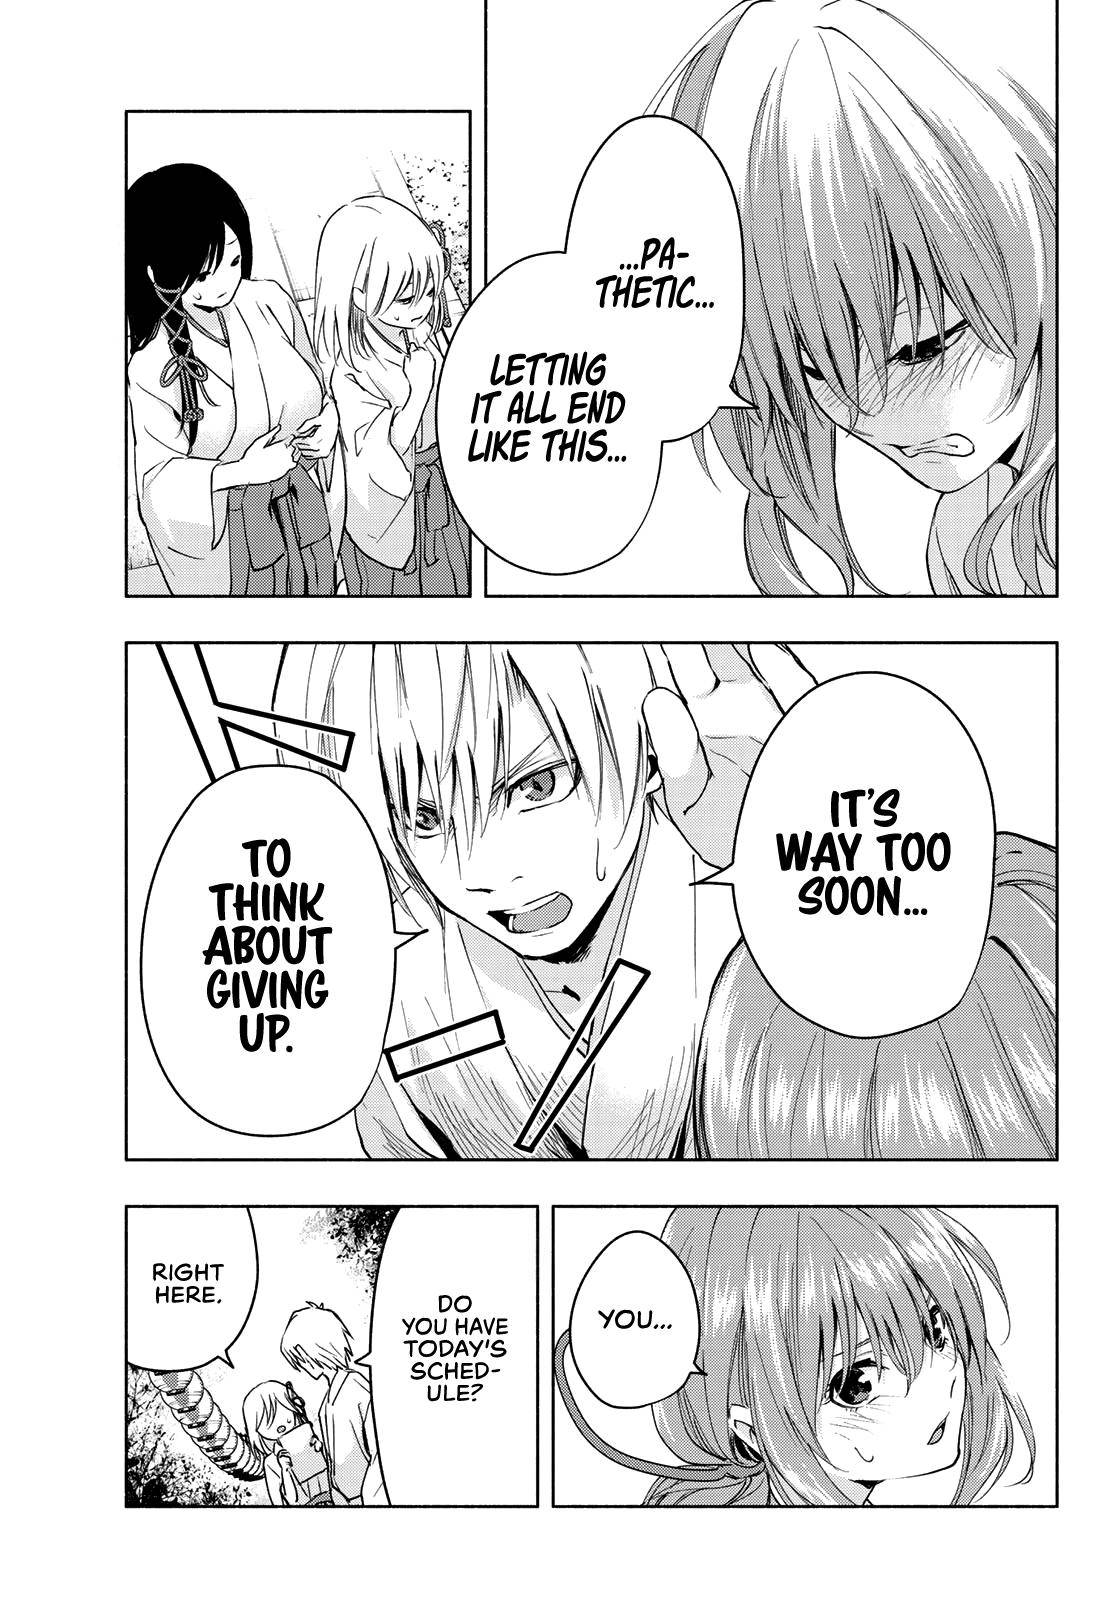 ...PA-
THETIC...
LETTING
IT ALL END
LIKE THIS...
IT'S
WAY TOO
SOON...
TO
THINK
ABOUT
GIVING
UP.
YOU...
DO
YOU HAVE
TODAY'S
SCHED-
ULE?
RIGHT
HERE.